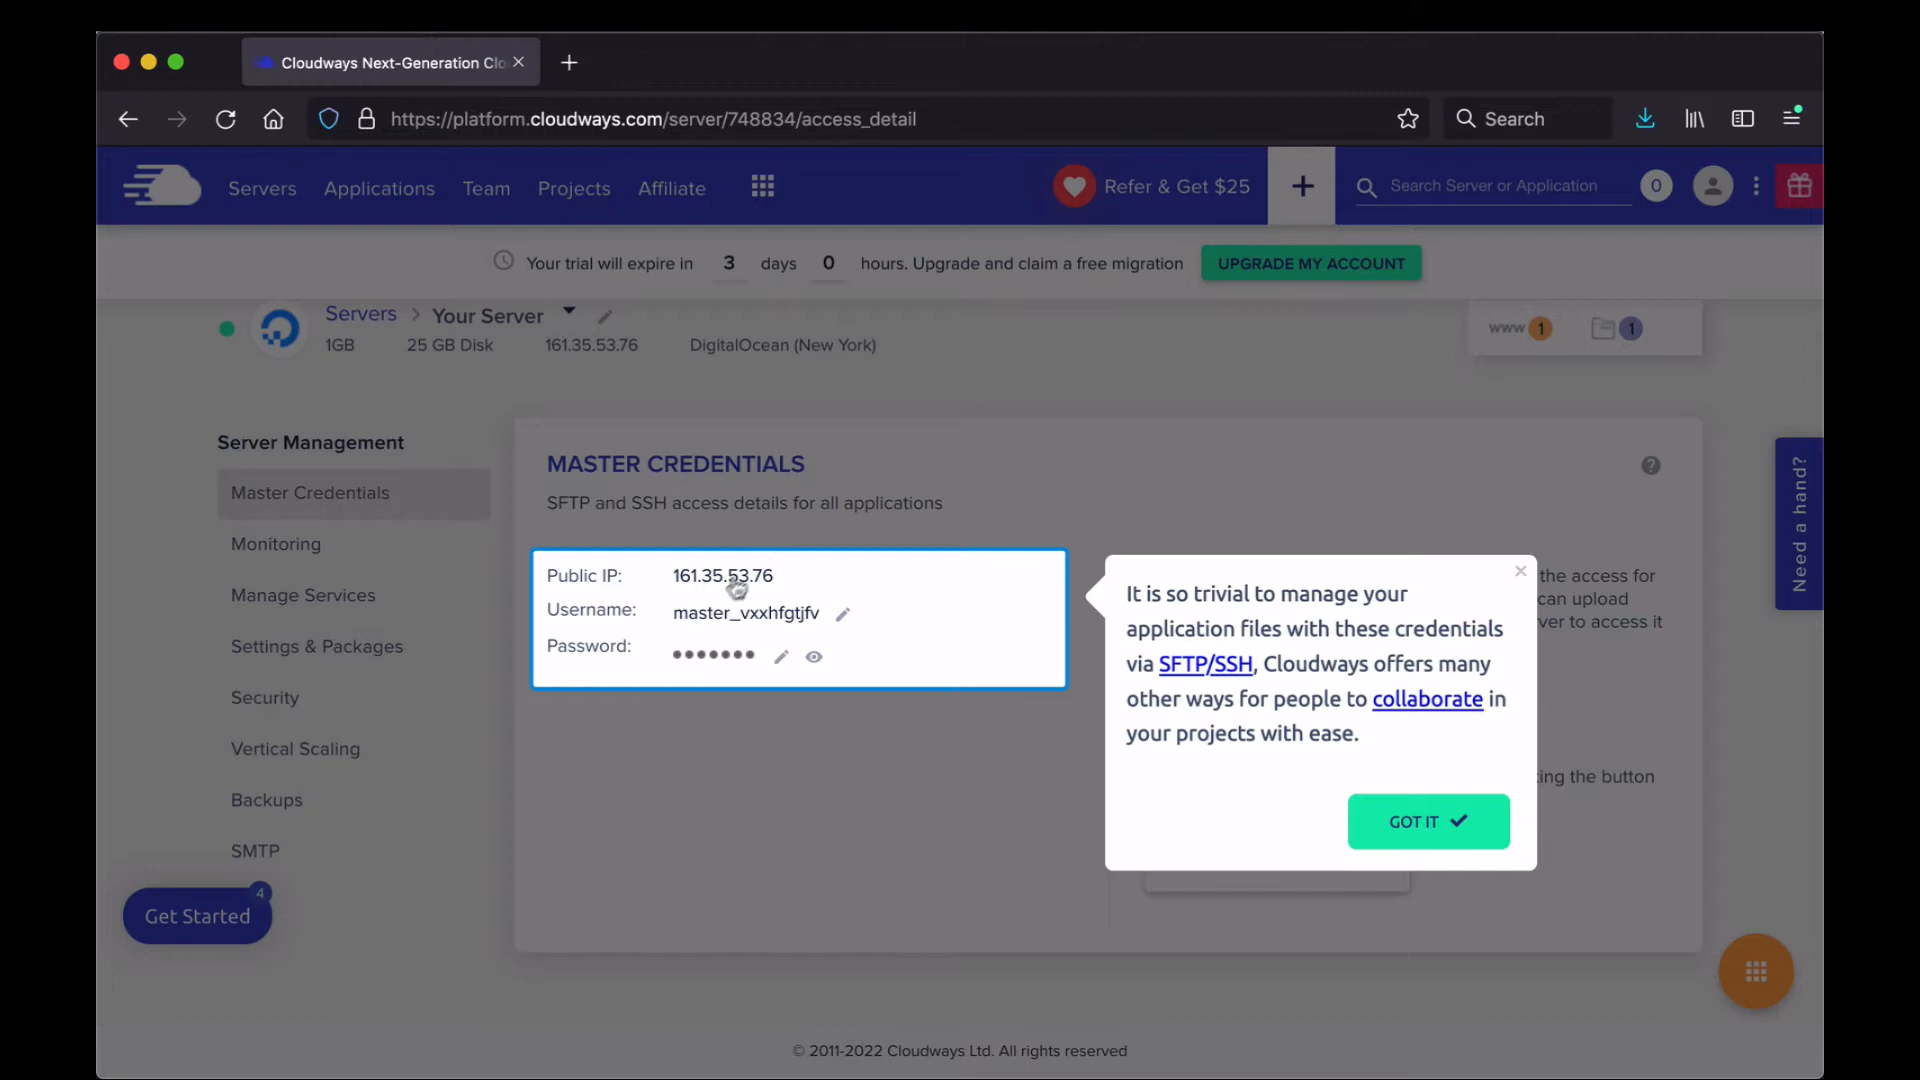 Cloudways Next-Generation Clo
https://platform.cloudways.com/server/748834/access_detail
Search
Servers
Applications
Team
Projects
Affiliate
Refer & Get $25
+
Search Server or Application
0
Your trial will expire in 3 days 0 hours. Upgrade and claim a free migration
UPGRADE MY ACCOUNT
Servers > Your Server
1GB
25 GB Disk
161.35.53.76
DigitalOcean (New York)
www 1
1
Server Management
Master Credentials
Monitoring
Manage Services
Settings & Packages
Security
Vertical Scaling
Backups
SMTP
Get Started
4
MASTER CREDENTIALS
?
SFTP and SSH access details for all applications
Public IP: 161.35.53.76
Username: master_vxxhfgtjfv
Password:
It is so trivial to manage your
application files with these credentials
via SFTP/SSH, Cloudways offers many
other ways for people to collaborate in
your projects with ease.
GOT IT
the access for
can upload
ver to access it
ing the button
Need a hand?
© 2011-2022 Cloudways Ltd. All rights reserved